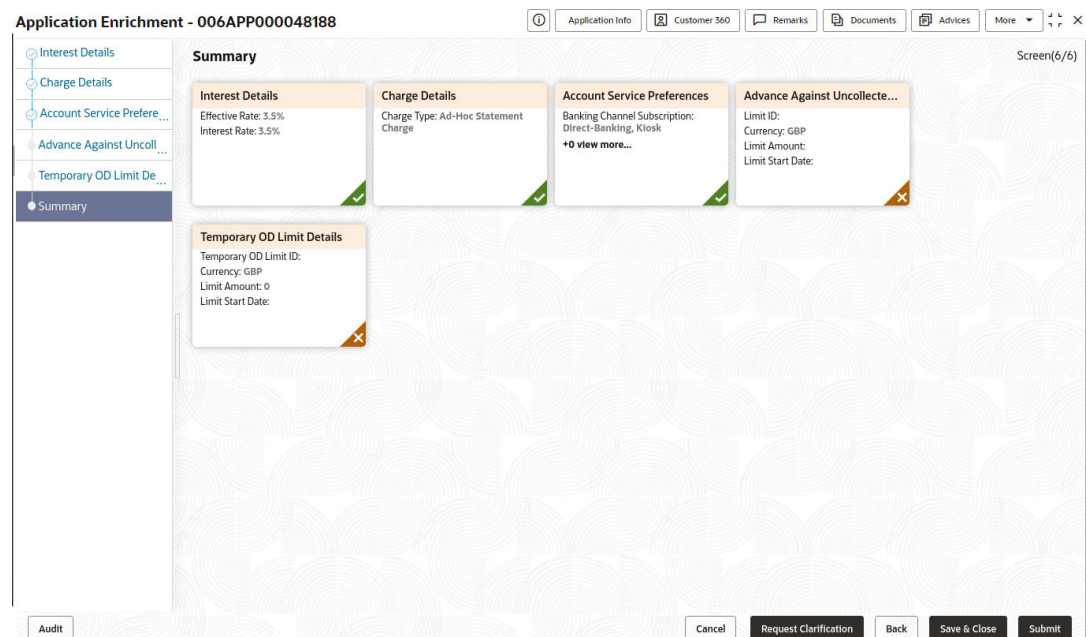 Application Enrichment - 006APP000048188
Application Info
Customer 360
Remarks
Documents
Advices
More
Interest Details
Charge Details
Account Service Prefere...
Advance Against Uncoll...
Temporary OD Limit De...
Summary
Summary
Screen(6/6)
Interest Details
Effective Rate: 3.5%
Interest Rate: 3.5%
Charge Details
Charge Type: Ad-Hoc Statement
Charge
Account Service Preferences
Banking Channel Subscription:
Direct-Banking, Kiosk
+0 view more...
Advance Against Uncollecte...
Limit ID:
Currency: GBP
Limit Amount:
Limit Start Date:
Temporary OD Limit Details
Temporary OD Limit ID:
Currency: GBP
Limit Amount: 0
Limit Start Date:
Audit
Cancel
Request Clarification
Back
Save & Close
Submit